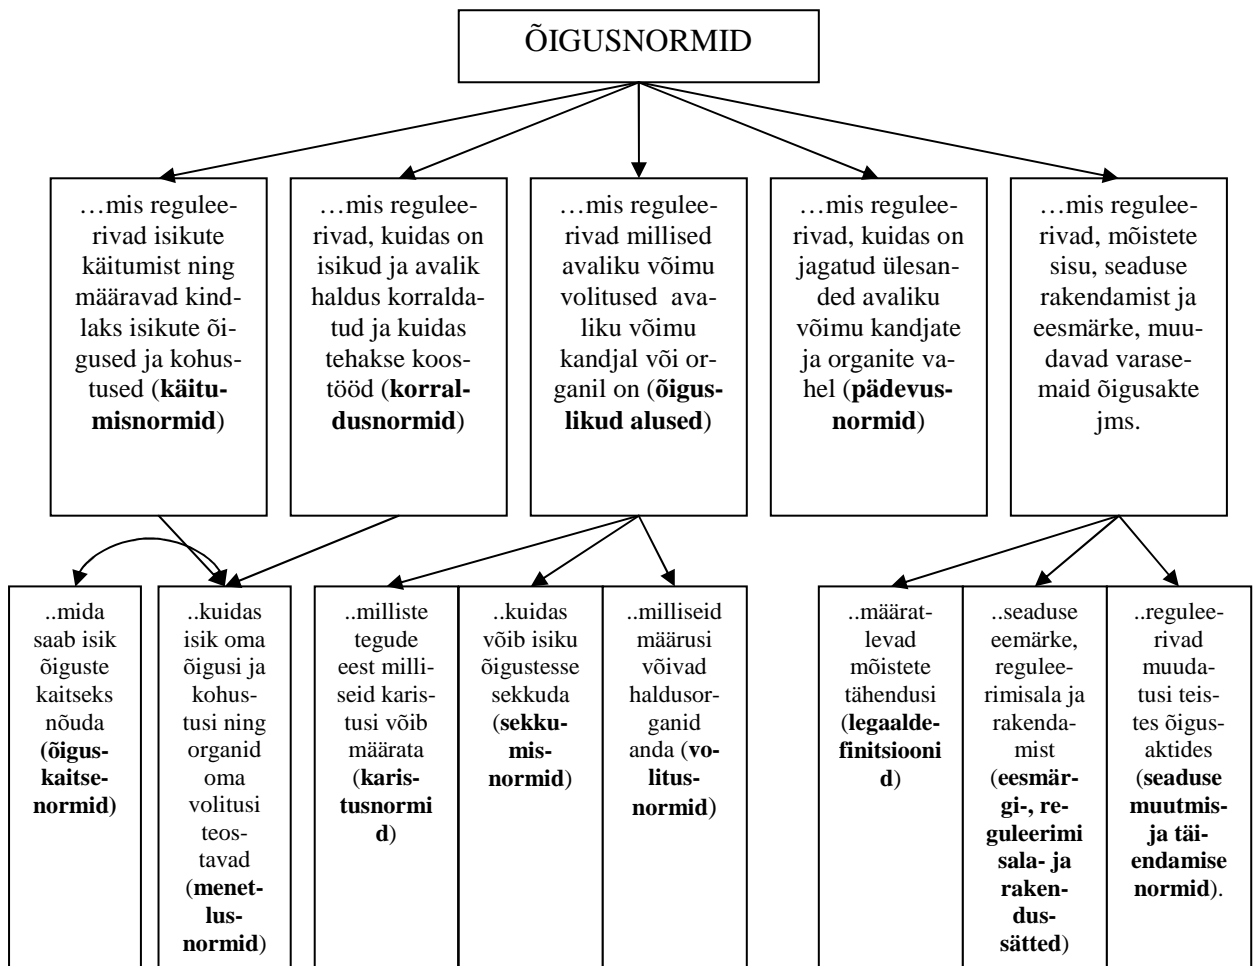 ÕIGUSNORMID
…mis regulee-
rivad isikute
käitumist ning
määravad kind-
laks isikute õi-
gused ja kohus-
tused (käitu-
misnormid)
…mis regulee-
rivad, kuidas on
isikud ja avalik
haldus korralda-
tud ja kuidas
tehakse koos-
tööd (korral-
dusnormid)
…mis regulee-
rivad millised
avaliku võimu
volitused ava-
liku võimu
kandjal või or-
ganil on (õigus-
likud alused)
…mis regulee-
rivad, kuidas on
jagatud ülesan-
ded avaliku
võimu kandjate
ja organite va-
hel (pädevus-
normid)
…mis regulee-
rivad, mõistete
sisu, seaduse
rakendamist ja
eesmärke, muu-
davad varase-
maid õigusakte
jms.
..mida
saab isik
õiguste
kaitseks
nõuda
(õigus-
kaitse-
normid)
..kuidas
isik oma
õigusi ja
kohus-
tusi ning
organid
oma
volitusi
teos-
tavad
(menet-
lus-
normid)
..milliste
tegude
eest milli-
seid karis-
tusi võib
määrata
(karis-
tusnormi
d)
..kuidas
võib isiku
õigustesse
sekkuda
(sekku-
mis-
normid)
..milliseid
määrusi
võivad
haldusor-
ganid
anda (vo-
litus-
normid)
..määrat-
levad
mõistete
tähendusi
(legaalde-
finitsiooni
d)
..seaduse
eemärke,
regulee-
rimisala ja
rakenda-
mist
(eesmär-
gi-, re-
guleerimi
sala- ja
raken-
dus-
sätted)
..regulee-
rivad
muuda-
tusi teis-
tes õigus-
aktides
(seaduse
muutmis-
ja täi-
endamise
normid).